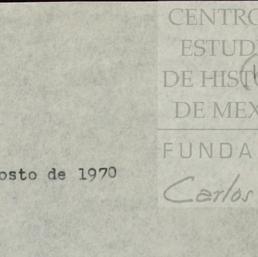 CENTRO
ESTUD
DE HIST
DE MEX
FUNDA
Carlos
osto de 1970